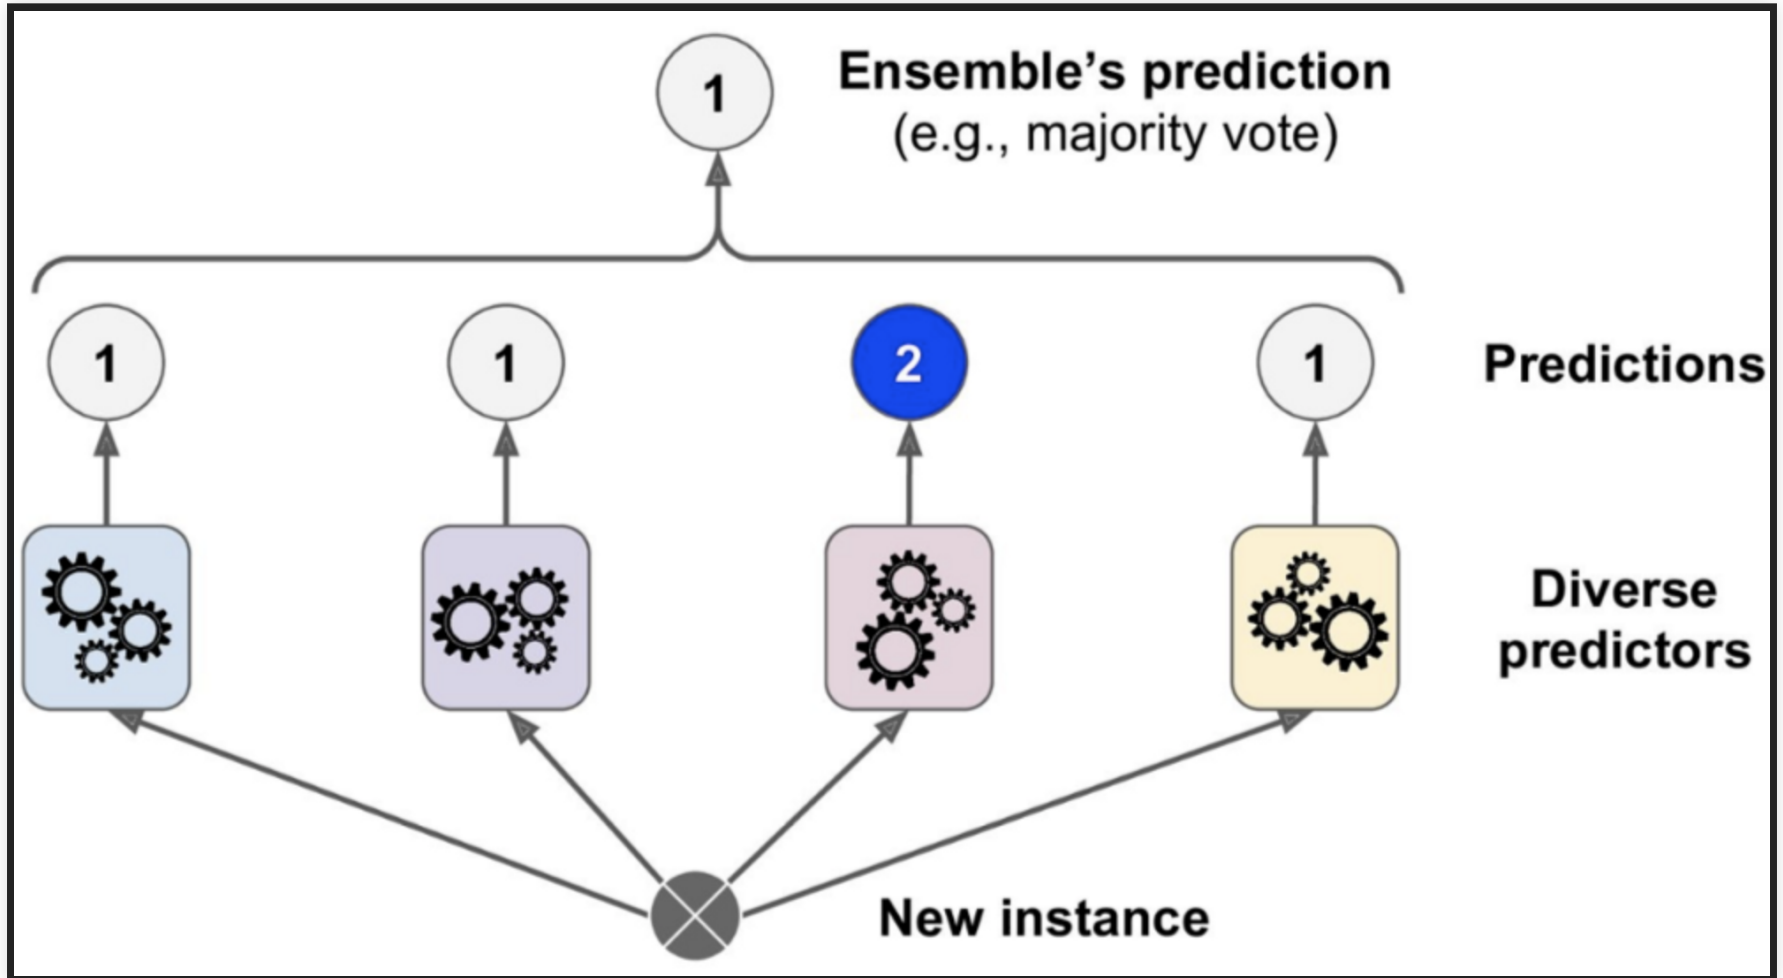 1
Ensemble’s prediction
(e.g., majority vote)
1
1
2
1
Predictions
Diverse
predictors
New instance